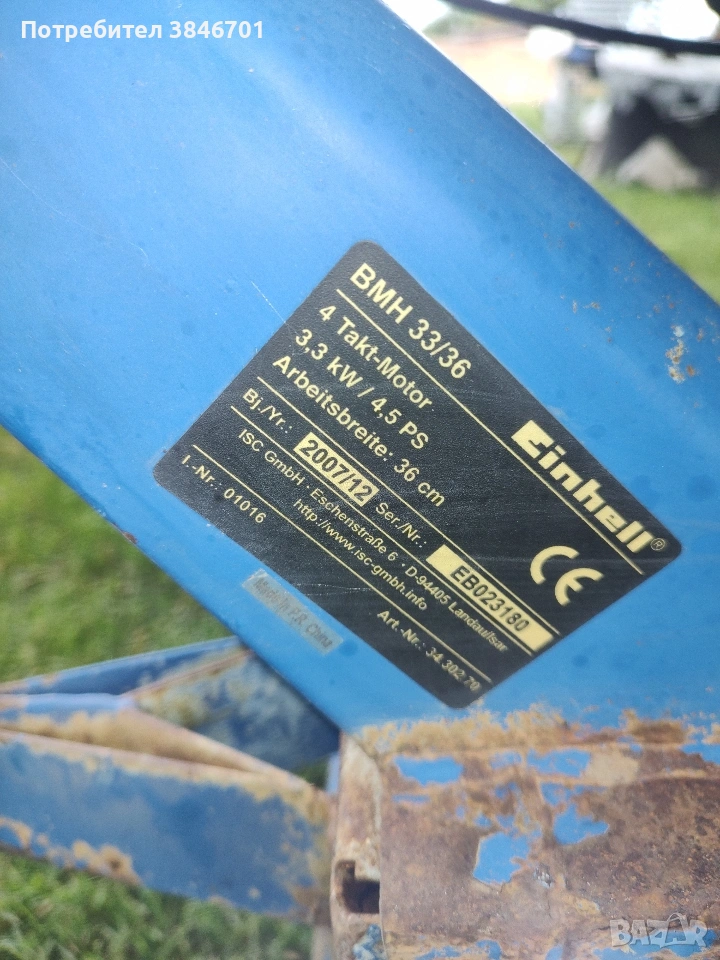 Потребител 3846701
BMH 33/36
4 Takt-Motor
3,3 kW / 4,5 PS
Arbeitsbreite: 36 cm
Einhell®
CE
Bj./Yr.: 2007/12 Ser./Nr.: EB023180
ISC GmbH · Eschenstraße 6 · D-94405 Landau/Isar
http://www.isc-gmbh.info
I.-Nr.: 01016
Art.-Nr.: 34.302.70
Made in P.R. China
BAZAR